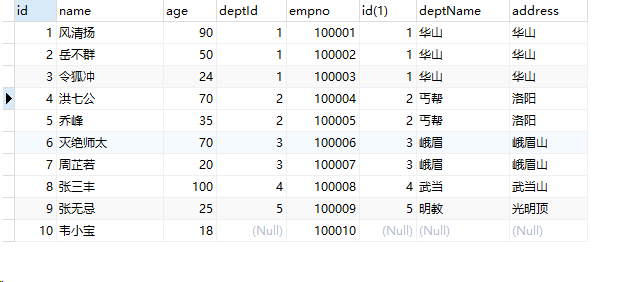 id name age deptId empno id(1) deptName address
1 风清扬 90 1 100001 1 华山 华山
2 岳不群 50 1 100002 1 华山 华山
3 令狐冲 24 1 100003 1 华山 华山
4 洪七公 70 2 100004 2 丐帮 洛阳
5 乔峰 35 2 100005 2 丐帮 洛阳
6 灭绝师太 70 3 100006 3 峨眉 峨眉山
7 周芷若 20 3 100007 3 峨眉 峨眉山
8 张三丰 100 4 100008 4 武当 武当山
9 张无忌 25 5 100009 5 明教 光明顶
10 韦小宝 18 (Null) 100010 (Null) (Null) (Null)